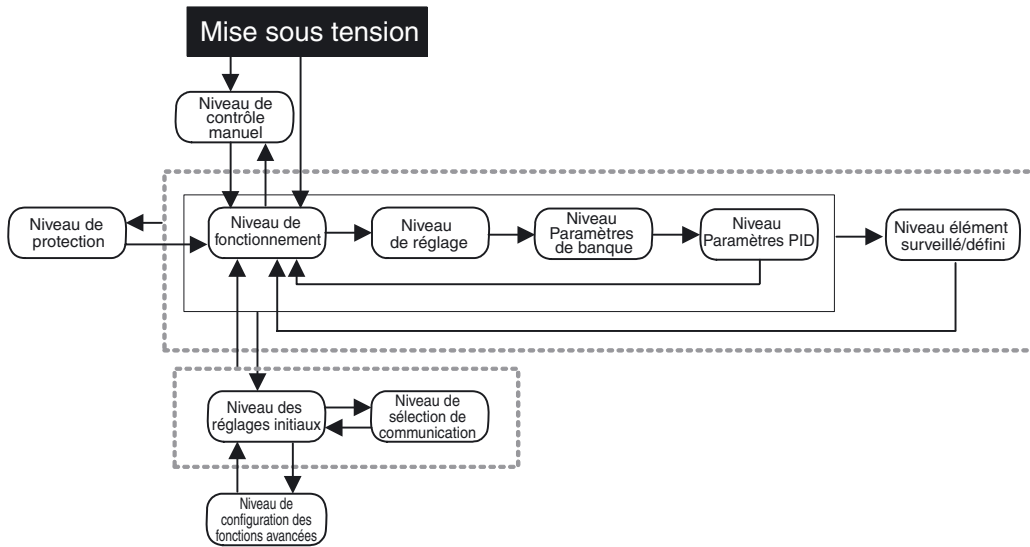 Mise sous tension
Niveau de
contrôle
manuel
Niveau de
protection
Niveau de
fonctionnement
Niveau
de réglage
Niveau
Paramètres
de banque
Niveau
Paramètres PID
Niveau élément
surveillé/défini
Niveau des
réglages initiaux
Niveau de
sélection de
communication
Niveau de
configuration des
fonctions avancées